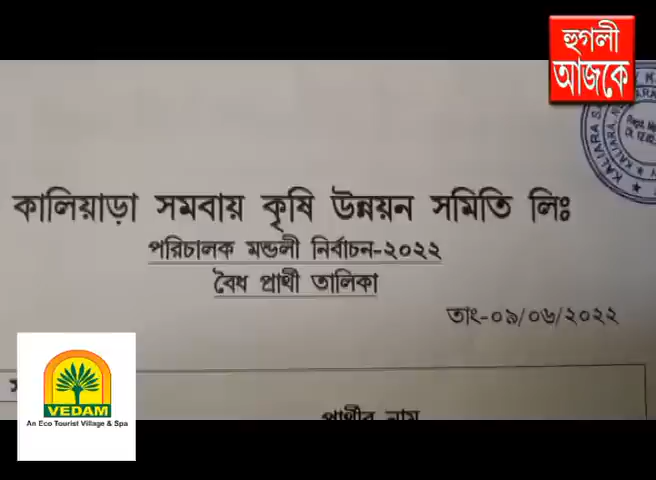 হুগলী
আজকে
কালিয়াড়া সমবায় কৃষি উন্নয়ন সমিতি লিঃ
পরিচালক মন্ডলী নির্বাচন-২০২২
বৈধ প্রার্থী তালিকা
তাং-০৯/০৬/২০২২
প্রার্থীর নাম
VEDAM
An Eco Tourist Village & Spa